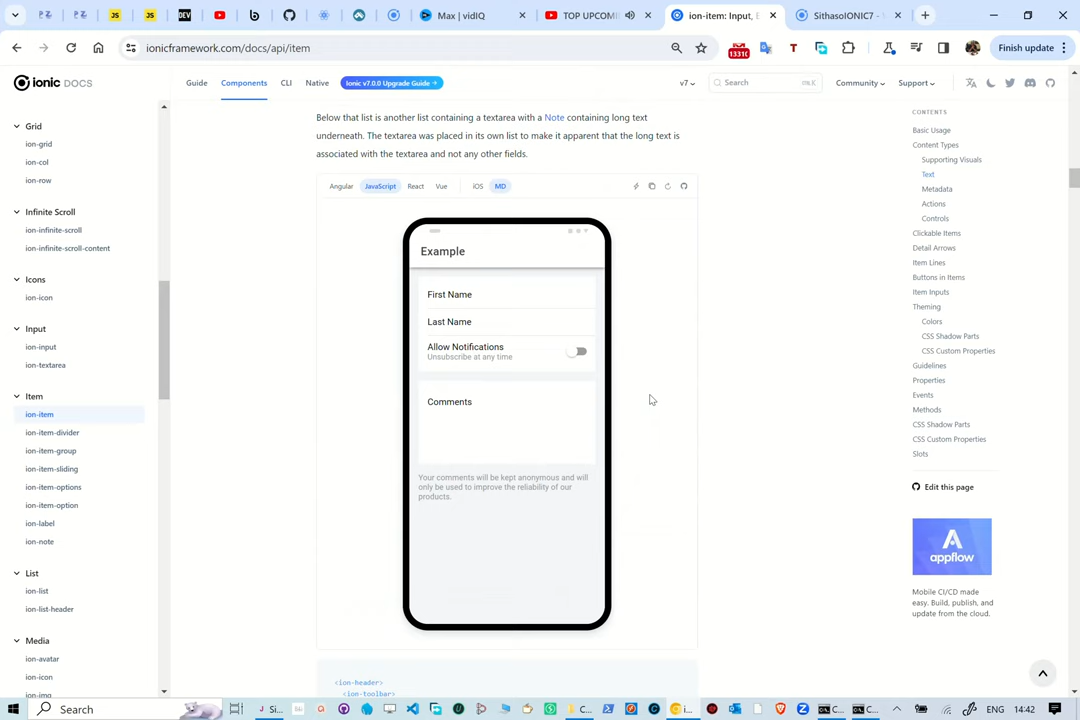 Max | vidIQ
TOP UPCOMI
ion-item: Input, E
SithasoIONIC7 -
ionicframework.com/docs/api/item
1331
T
Finish update
ionic DOCS
Guide
Components
CLI
Native
Ionic v7.0.0 Upgrade Guide
v7
Search
Community
Support
Grid
ion-grid
ion-col
ion-row
Infinite Scroll
ion-infinite-scroll
ion-infinite-scroll-content
Icons
ion-icon
Input
ion-input
ion-textarea
Item
ion-item
ion-item-divider
ion-item-group
ion-item-sliding
ion-item-options
ion-item-option
ion-label
ion-note
List
ion-list
ion-list-header
Media
ion-avatar
ion-icon
ion-img
Below that list is another list containing a textarea with a Note containing long text
underneath. The textarea was placed in its own list to make it apparent that the long text is
associated with the textarea and not any other fields.
Angular
JavaScript
React
Vue
iOS
MD
Example
First Name
Last Name
Allow Notifications
Unsubscribe at any time
Comments
Your comments will be kept anonymous and will
only be used to improve the reliability of our
products.
<ion-header>
<ion-toolbar>
CONTENTS
Basic Usage
Content Types
Supporting Visuals
Text
Metadata
Actions
Controls
Clickable Items
Detail Arrows
Item Lines
Buttons in Items
Item Inputs
Theming
Colors
CSS Shadow Parts
CSS Custom Properties
Guidelines
Properties
Events
Methods
CSS Shadow Parts
CSS Custom Properties
Slots
Edit this page
appflow
Mobile CI/CD made
easy. Build, publish, and
update from the cloud.
Search
ENG
14:42